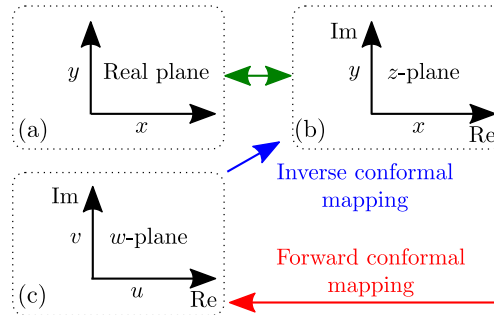 Im
y
Real plane
y
z-plane
(a)
x
(b)
x
Re
Inverse conformal
mapping
Im
v
w-plane
Forward conformal
mapping
(c)
u
Re